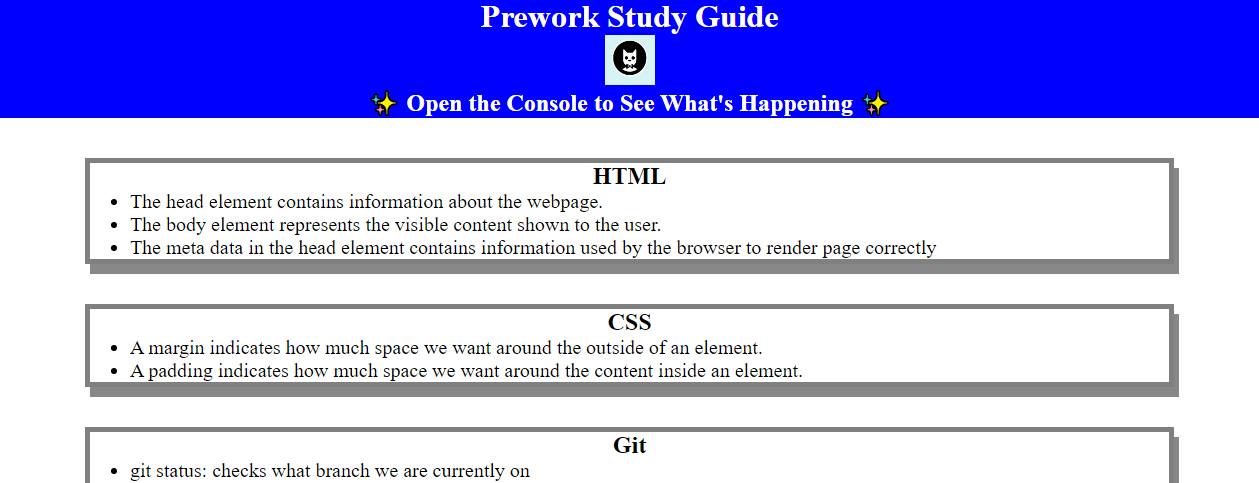 Prework Study Guide
✨ Open the Console to See What's Happening ✨
HTML
• The head element contains information about the webpage.
• The body element represents the visible content shown to the user.
• The meta data in the head element contains information used by the browser to render page correctly
CSS
• A margin indicates how much space we want around the outside of an element.
• A padding indicates how much space we want around the content inside an element.
Git
• git status: checks what branch we are currently on